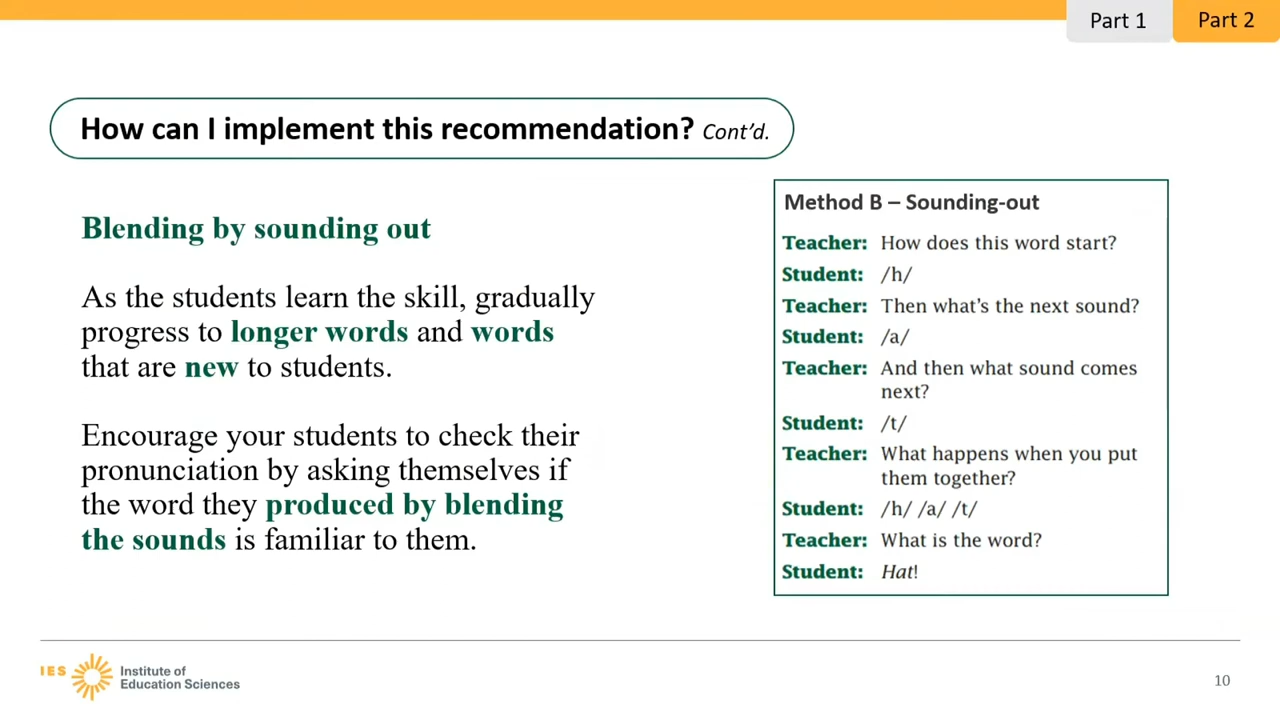 Part 1
Part 2
How can I implement this recommendation? Cont'd.
Blending by sounding out
As the students learn the skill, gradually
progress to longer words and words
that are new to students.
Encourage your students to check their
pronunciation by asking themselves if
the word they produced by blending
the sounds is familiar to them.
Method B – Sounding-out
Teacher: How does this word start?
Student: /h/
Teacher: Then what's the next sound?
Student: /a/
Teacher: And then what sound comes
next?
Student: /t/
Teacher: What happens when you put
them together?
Student: /h/ /a/ /t/
Teacher: What is the word?
Student: Hat!
IES
Institute of
Education Sciences
10